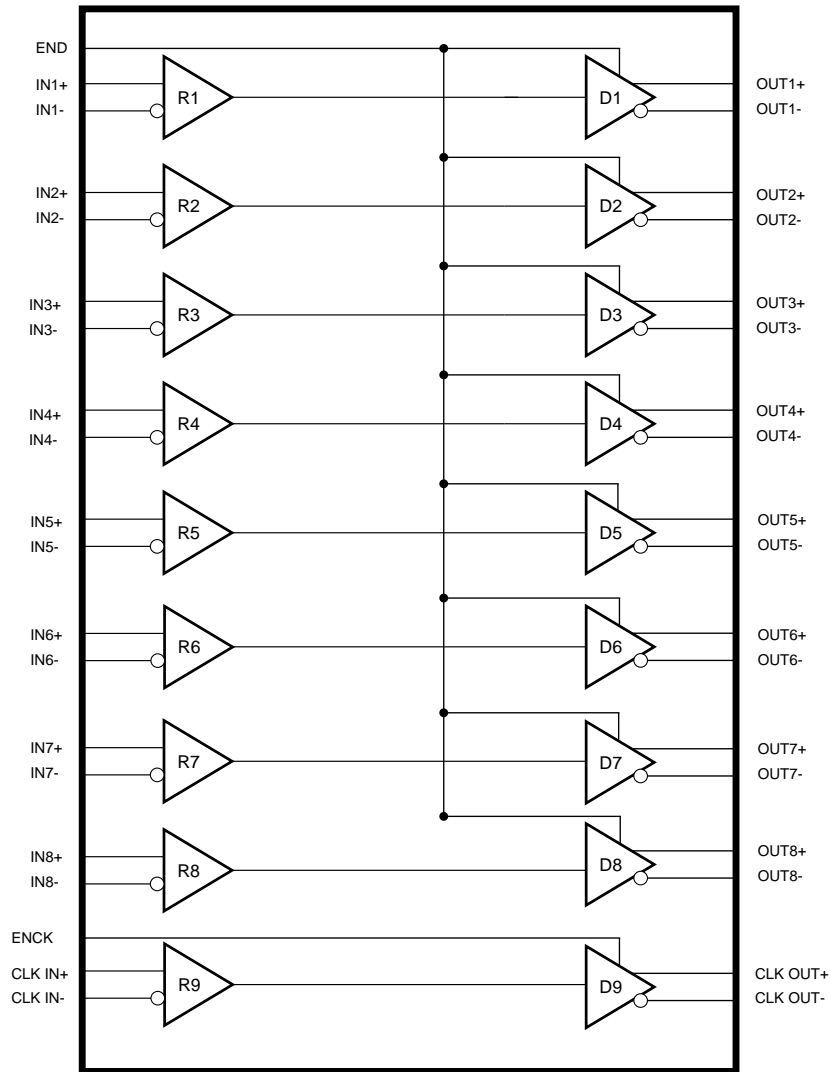 END
IN1+ R1 D1 OUT1+
IN1- OUT1-
IN2+ R2 D2 OUT2+
IN2- OUT2-
IN3+ R3 D3 OUT3+
IN3- OUT3-
IN4+ R4 D4 OUT4+
IN4- OUT4-
IN5+ R5 D5 OUT5+
IN5- OUT5-
IN6+ R6 D6 OUT6+
IN6- OUT6-
IN7+ R7 D7 OUT7+
IN7- OUT7-
IN8+ R8 D8 OUT8+
IN8- OUT8-
ENCK
CLK IN+ R9 D9 CLK OUT+
CLK IN- CLK OUT-